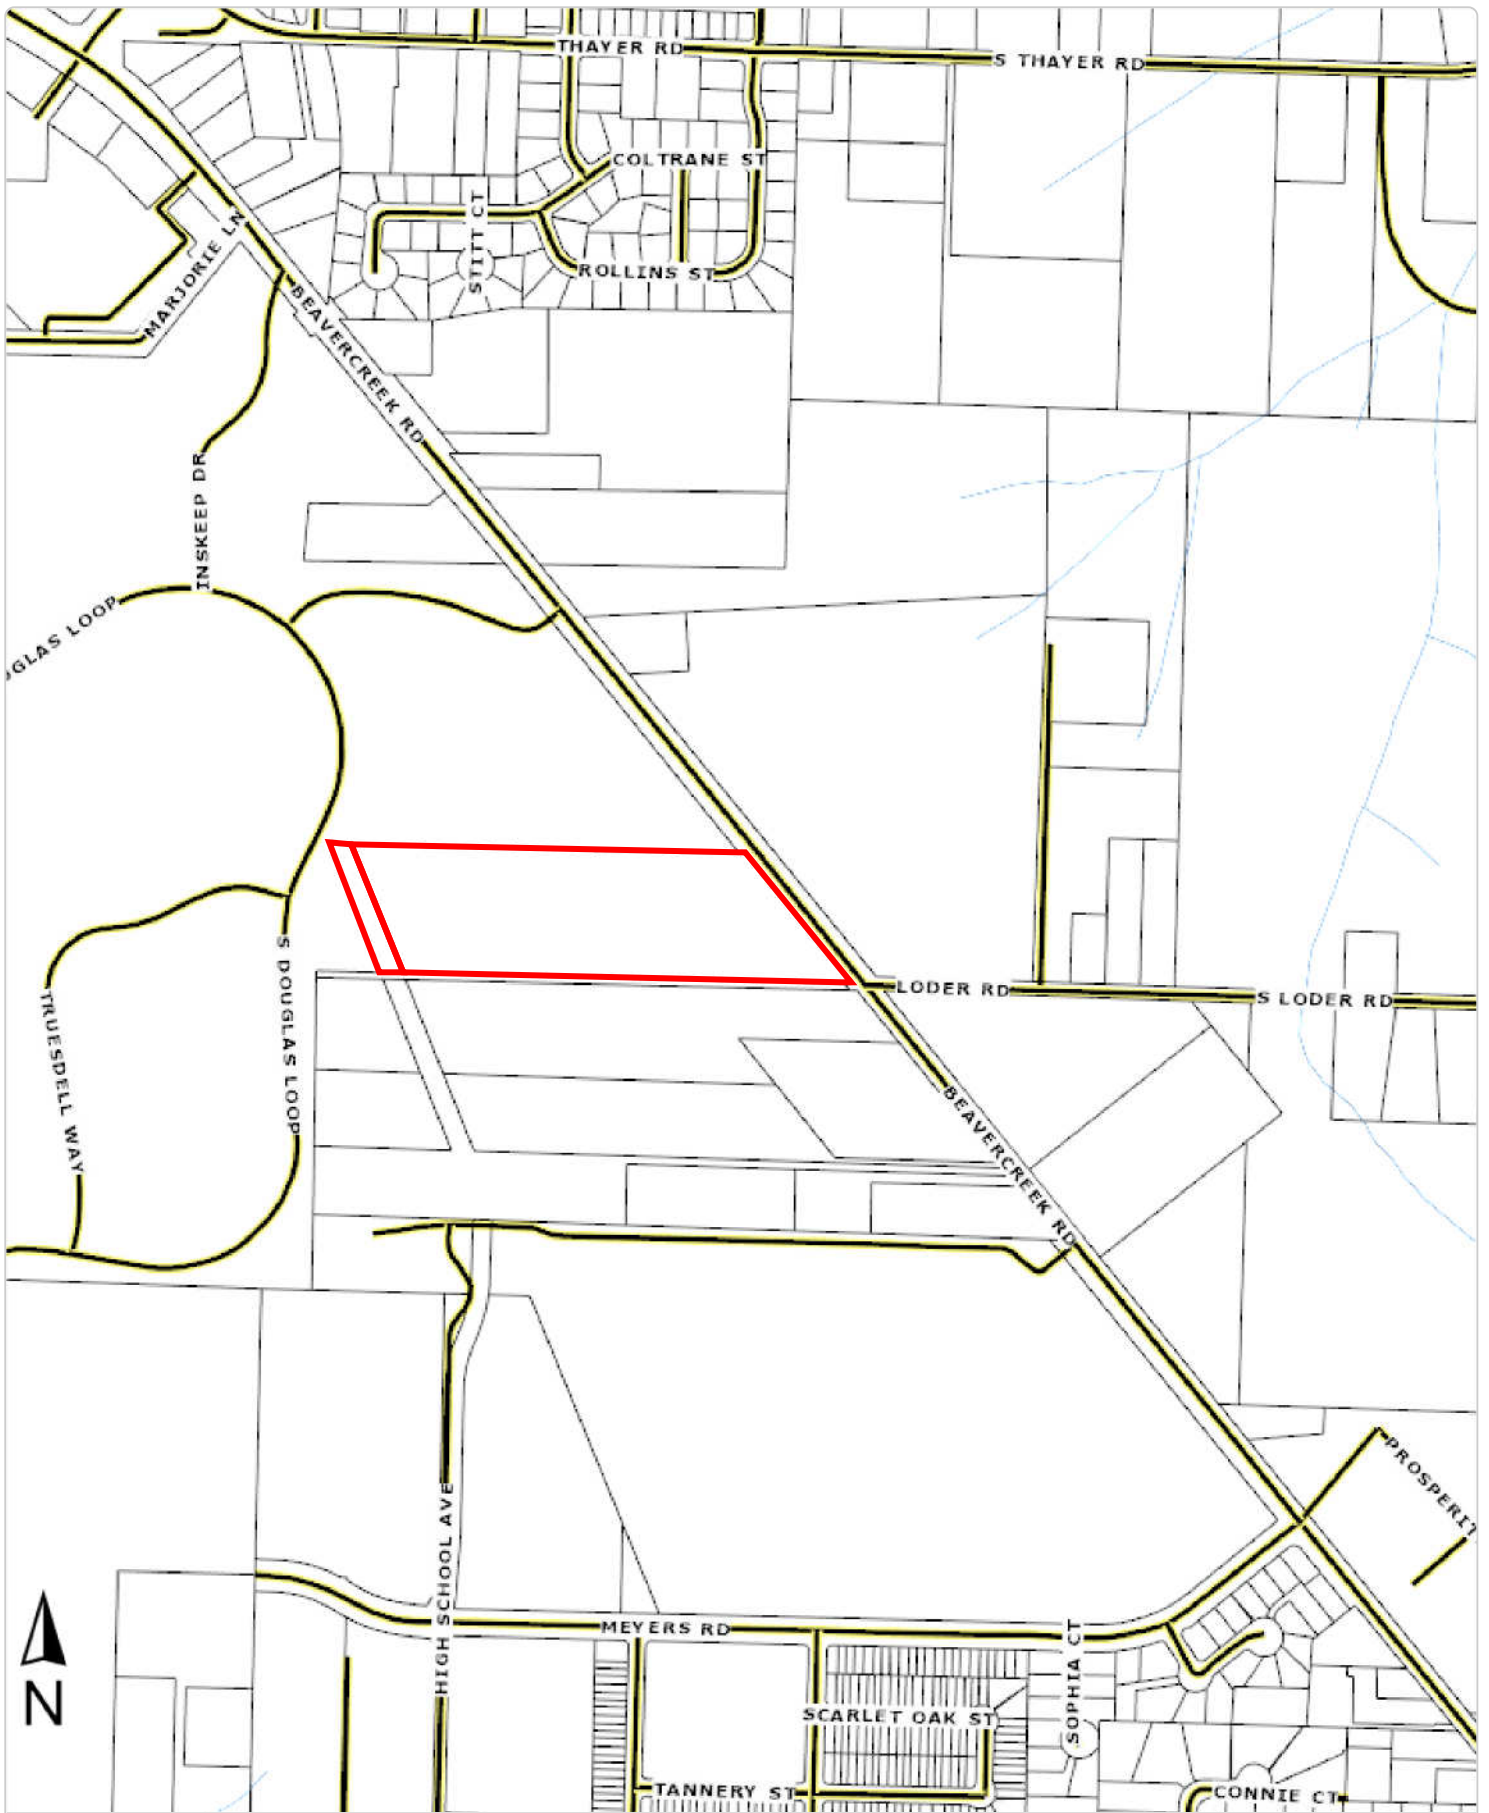 THAYER RD
S THAYER RD
COLTRANE ST
STITT CT
MARJORIE LN
ROLLINS ST
BEAVERCREEK RD
INSKEEP DR
GLAS LOOP
S DOUGLAS LOOP
LODER RD
S LODER RD
TRUESDELL WAY
BEAVERCREEK RD
PROSPERIT
HIGH SCHOOL AVE
MEYERS RD
SOPHIA CT
N
SCARLET OAK ST
TANNERY ST
CONNIE CT